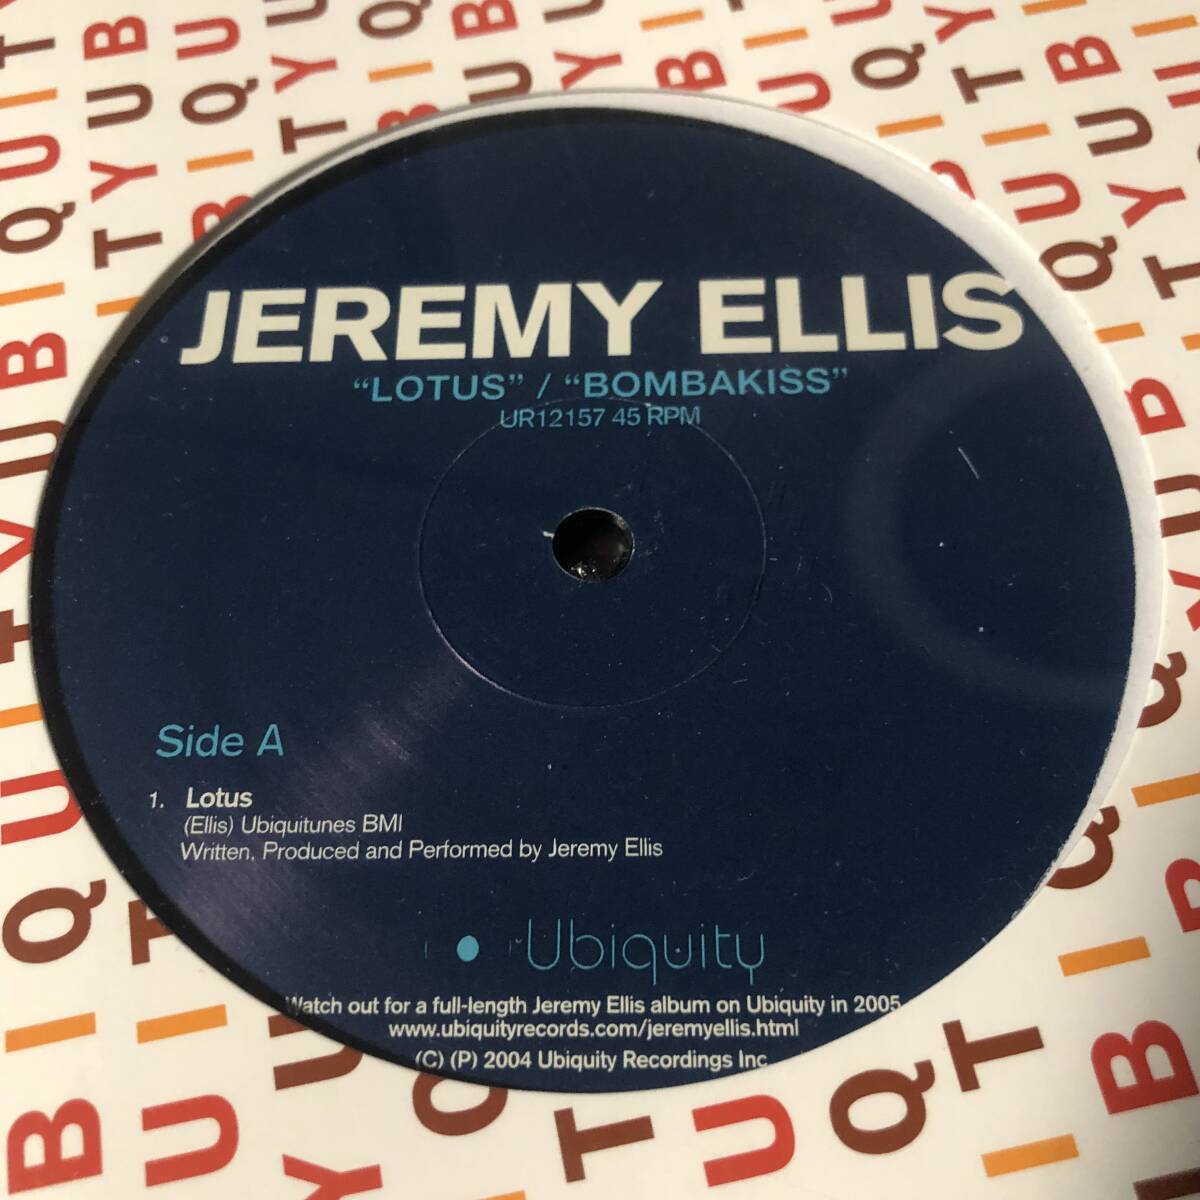 JEREMY ELLIS
“LOTUS” / “BOMBAKISS”
UR12157 45 RPM
Side A
1. Lotus
(Ellis) Ubiquitunes BMI
Written, Produced and Performed by Jeremy Ellis
Ubiquity
Watch out for a full-length Jeremy Ellis album on Ubiquity in 2005
www.ubiquityrecords.com/jeremyellis.html
(C) (P) 2004 Ubiquity Recordings Inc